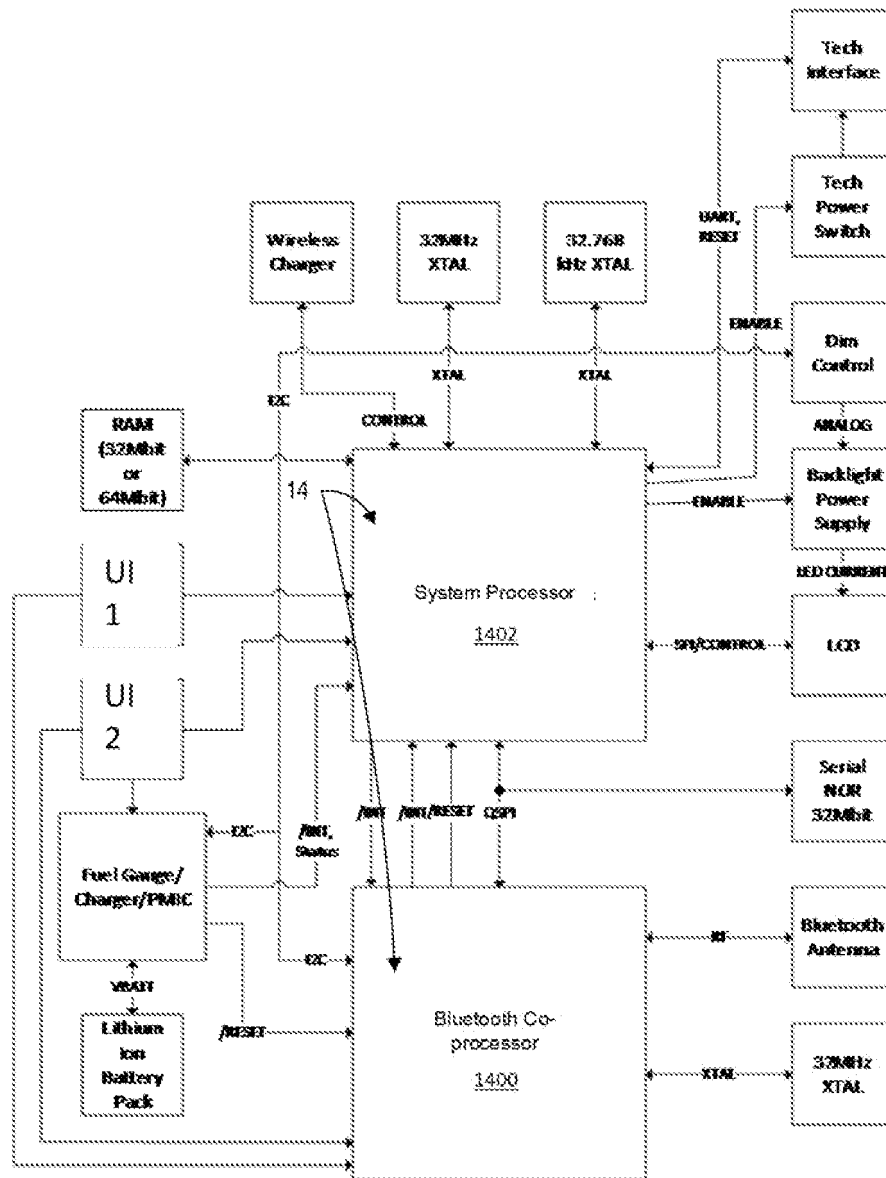 Tech
Interface
Tech
Power
Switch
UART,
RESET
Wireless
Charger
32MHz
XTAL
32.768
kHz XTAL
ENABLE
Dim
Control
I2C
XTAL
XTAL
CONTROL
ANALOG
RAM
(32Mbit
or
64Mbit)
14
Backlight
Power
Supply
ENABLE
LED CURRENT
UI
1
System Processor
1402
SPI/CONTROL
LCD
UI
2
Serial
NOR
32Mbit
/INT
/INT
/RESET
QSPI
I2C
/INT,
Status
Fuel Gauge/
Charger/PMIC
Bluetooth
Antenna
RF
I2C
VBATT
/RESET
Lithium
Ion
Battery
Pack
Bluetooth Co-
processor
1400
XTAL
32MHz
XTAL